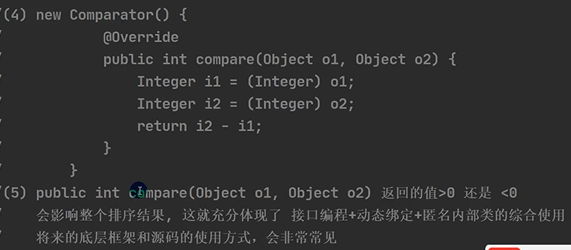 (4) new Comparator() {
@Override
public int compare(Object o1, Object o2) {
Integer i1 = (Integer) o1;
Integer i2 = (Integer) o2;
return i2 - i1;
}
}
(5) public int compare(Object o1, Object o2) 返回的值>0 还是 <0
会影响整个排序结果, 这就充分体现了 接口编程+动态绑定+匿名内部类的综合使用
将来的底层框架和源码的使用方式，会非常常见